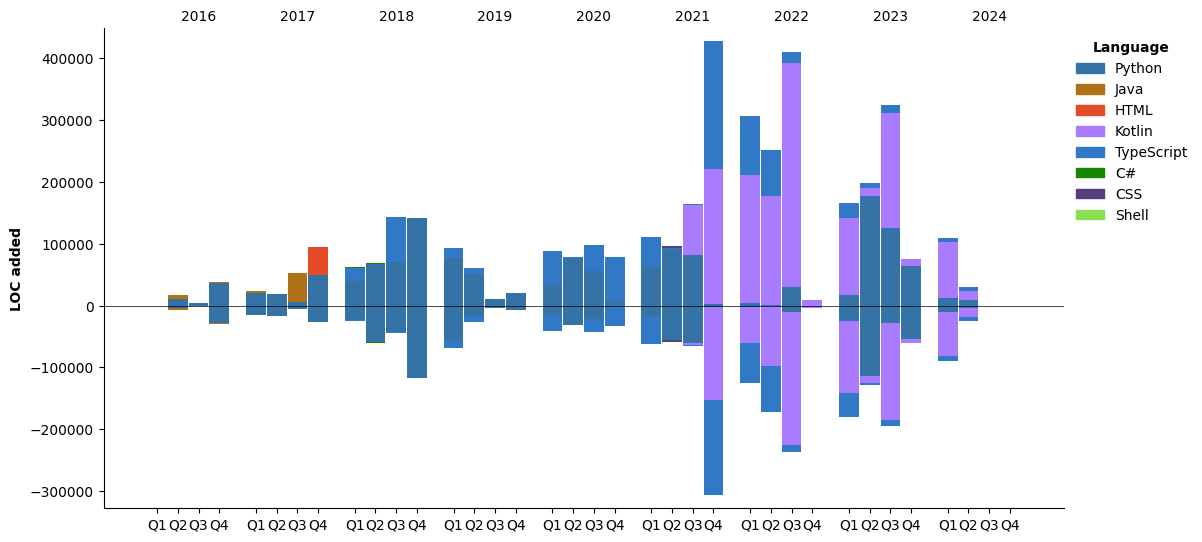 2016 2017 2018 2019 2020 2021 2022 2023 2024
LOC added
400000
300000
200000
100000
0
−100000
−200000
−300000
Q1 Q2 Q3 Q4 Q1 Q2 Q3 Q4 Q1 Q2 Q3 Q4 Q1 Q2 Q3 Q4 Q1 Q2 Q3 Q4 Q1 Q2 Q3 Q4 Q1 Q2 Q3 Q4 Q1 Q2 Q3 Q4 Q1 Q2 Q3 Q4
Language
Python
Java
HTML
Kotlin
TypeScript
C#
CSS
Shell